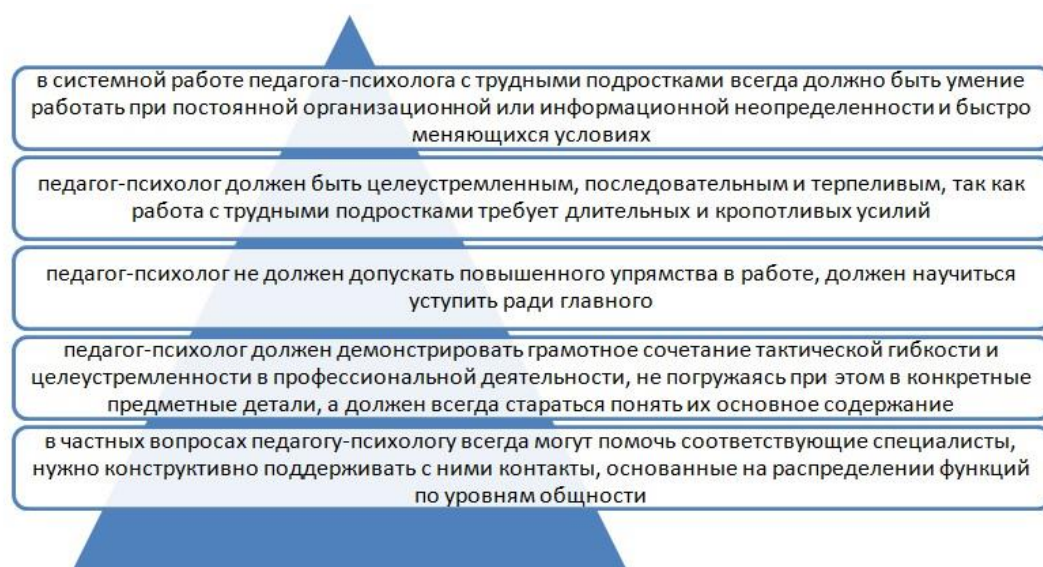 в системной работе педагога-психолога с трудными подростками всегда должно быть умение
работать при постоянной организационной или информационной неопределенности и быстро
меняющихся условиях
педагог-психолог должен быть целеустремленным, последовательным и терпеливым, так как
работа с трудными подростками требует длительных и кропотливых усилий
педагог-психолог не должен допускать повышенного упрямства в работе, должен научиться
уступить ради главного
педагог-психолог должен демонстрировать грамотное сочетание тактической гибкости и
целеустремленности в профессиональной деятельности, не погружаясь при этом в конкретные
предметные детали, а должен всегда стараться понять их основное содержание
в частных вопросах педагогу-психологу всегда могут помочь соответствующие специалисты,
нужно конструктивно поддерживать с ними контакты, основанные на распределении функций
по уровням общности